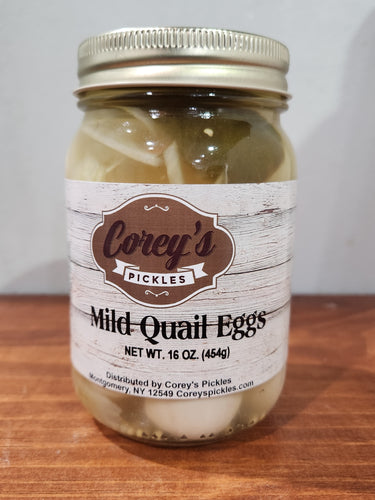 Corey's
PICKLES
Mild Quail Eggs
NET WT. 16 OZ. (454g)
Distributed by Corey's Pickles
Montgomery, NY 12549 Coreyspickles.com